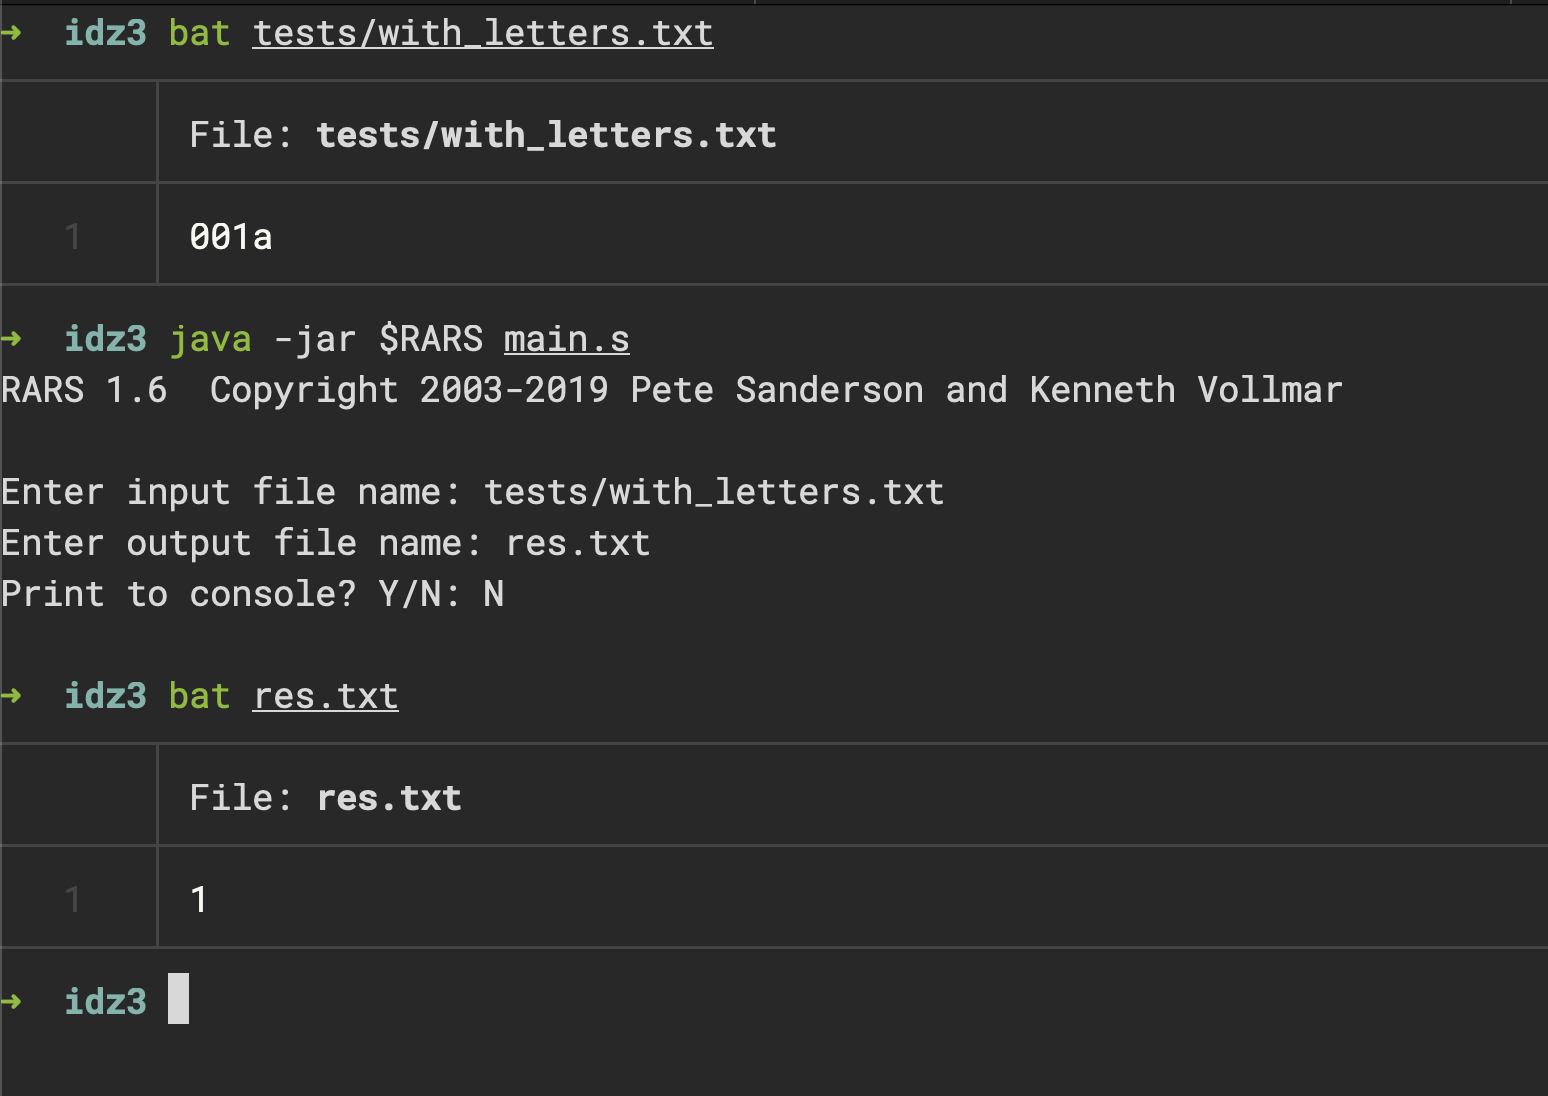 → idz3 bat tests/with_letters.txt
File: tests/with_letters.txt
1 001a
→ idz3 java -jar $RARS main.s
RARS 1.6  Copyright 2003-2019 Pete Sanderson and Kenneth Vollmar
Enter input file name: tests/with_letters.txt
Enter output file name: res.txt
Print to console? Y/N: N
→ idz3 bat res.txt
File: res.txt
1 1
→ idz3